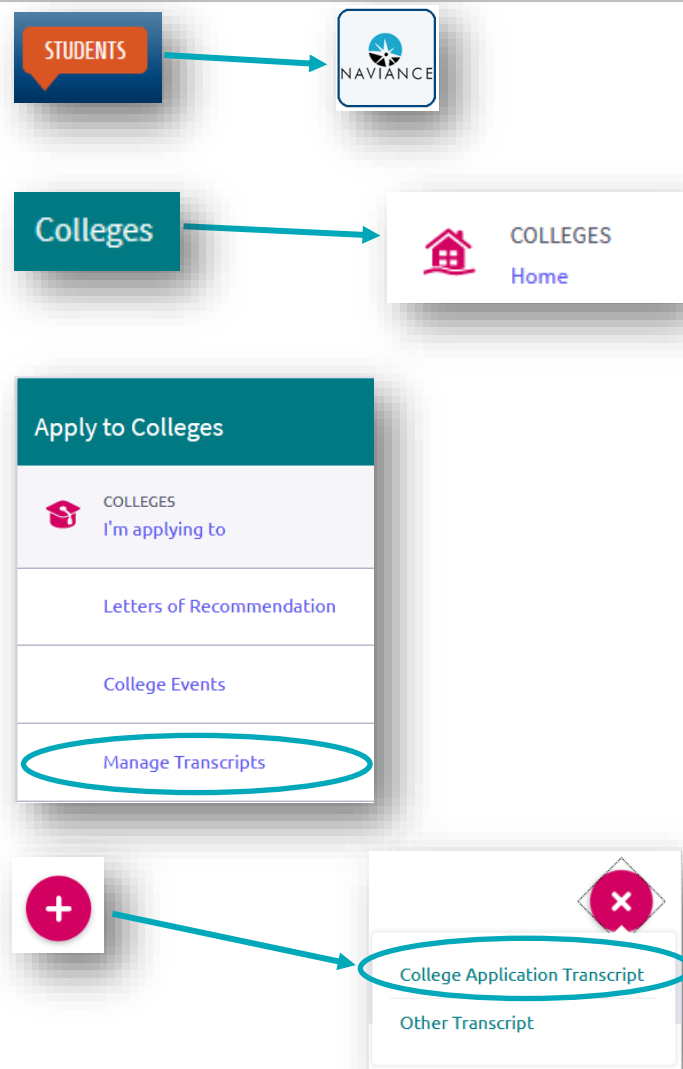 STUDENTS
NAVIANCE
Colleges
COLLEGES
Home
Apply to Colleges
COLLEGES
I'm applying to
Letters of Recommendation
College Events
Manage Transcripts
College Application Transcript
Other Transcript